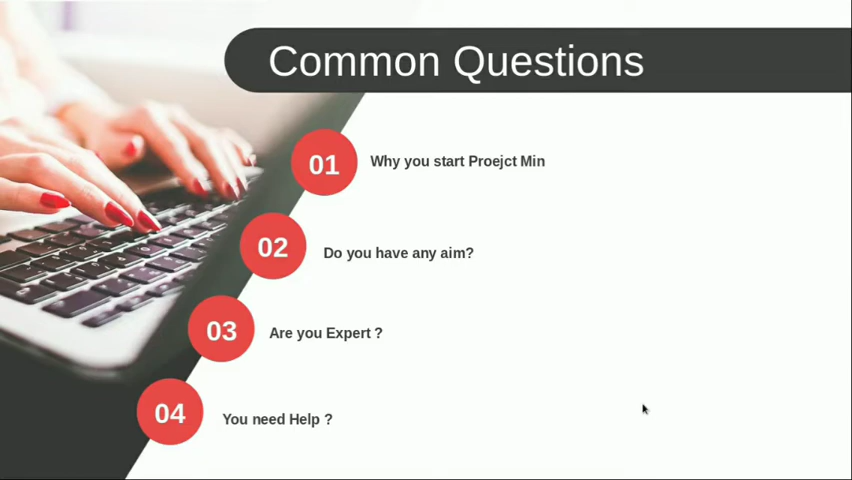 Common Questions
01 Why you start Proejct Min
02 Do you have any aim?
03 Are you Expert ?
04 You need Help ?